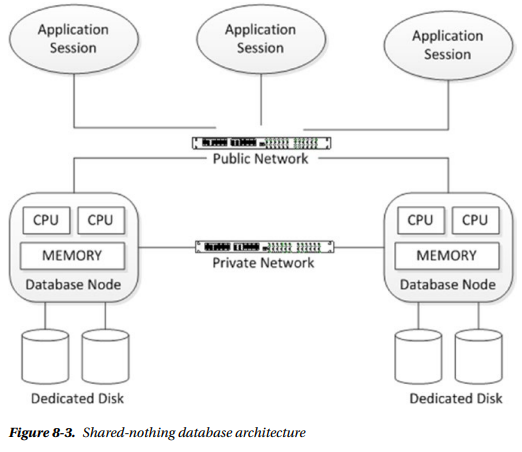 Application
Session
Application
Session
Application
Session
Public Network
CPU
CPU
MEMORY
Database Node
Private Network
CPU
CPU
MEMORY
Database Node
Dedicated Disk
Dedicated Disk
Figure 8-3. Shared-nothing database architecture